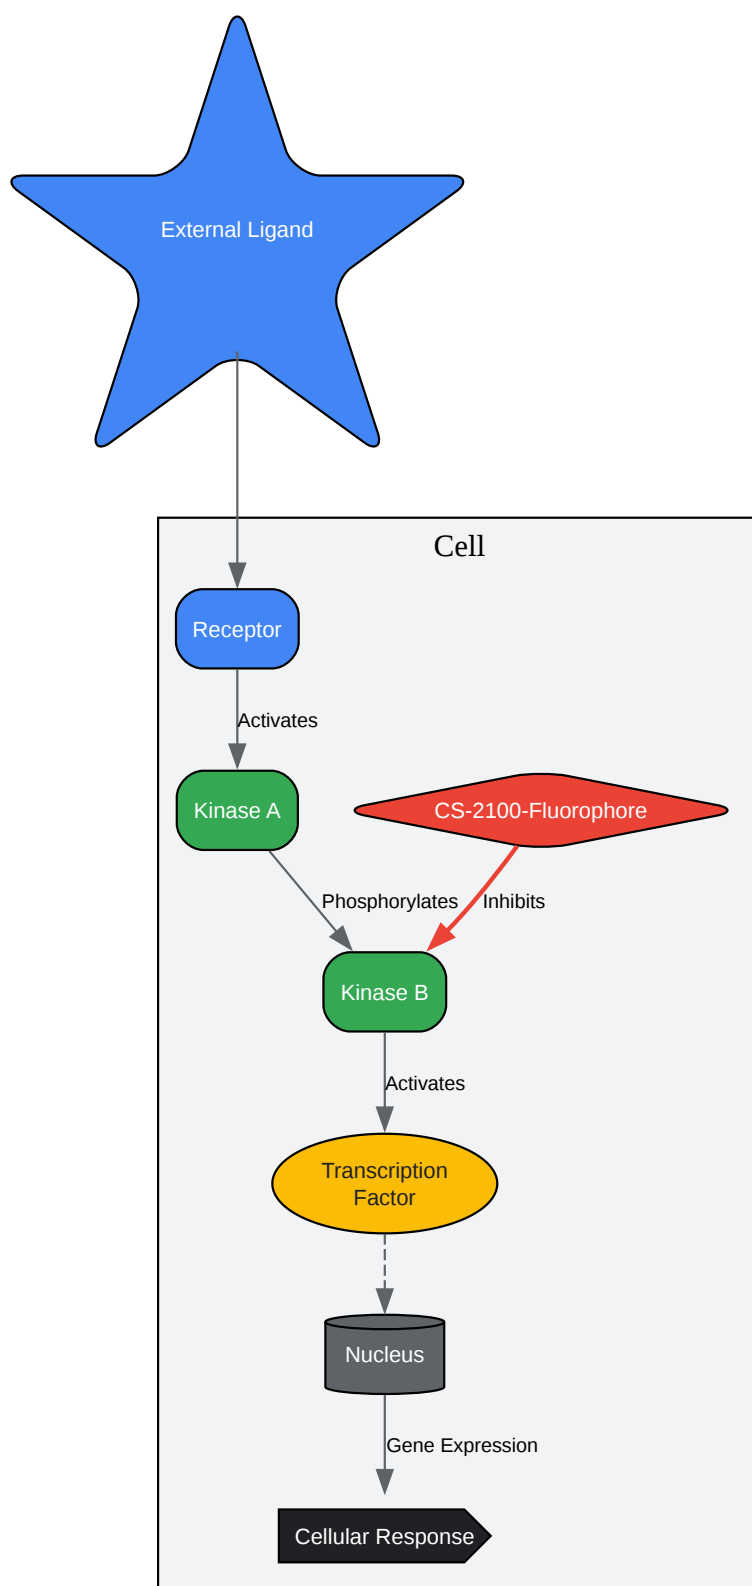 External Ligand
Cell
Receptor
Activates
Kinase A
CS-2100-Fluorophore
Phosphorylates
Inhibits
Kinase B
Activates
Transcription
Factor
Nucleus
Gene Expression
Cellular Response